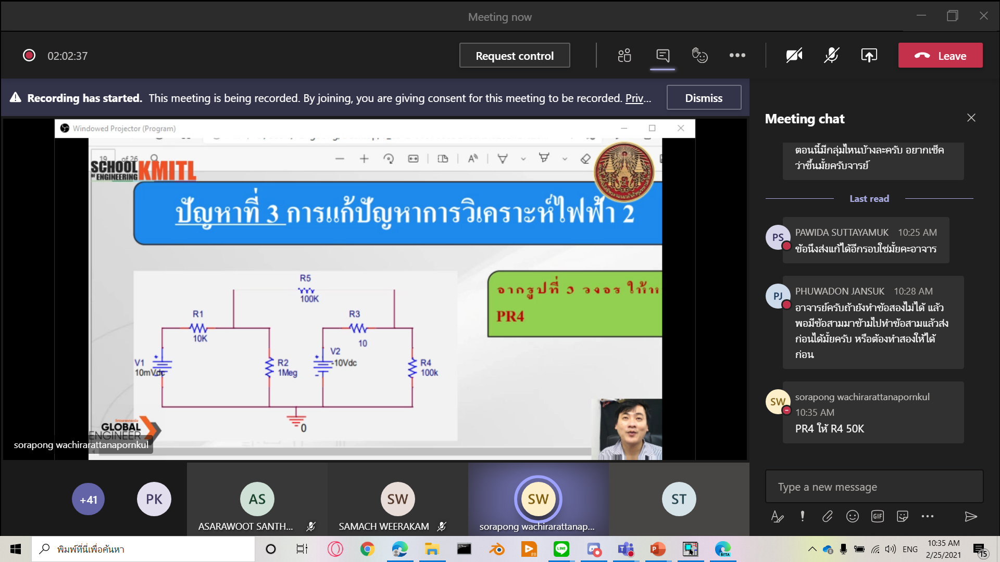 Meeting now
02:02:37
Request control
Leave
Recording has started. This meeting is being recorded. By joining, you are giving consent for this meeting to be recorded. Priv...
Dismiss
Windowed Projector (Program)
19 of 26
SCHOOL OF ENGINEERING KMITL
ปัญหาที่ 3 การแก้ปัญหาการวิเคราะห์ไฟฟ้า 2
R5
100K
R1
10K
R3
10
V1
10mVdc
R2
1Meg
V2
-10Vdc
R4
100k
0
จากรูปที่ 3 วงจร ให้
PR4
GLOBAL
ENGINEER
sorapong wachirarattanapornkul
+41
PK
AS
ASARAWOOT SANTH...
SW
SAMACH WEERAKAM
SW
sorapong wachirarattanap...
ST
Meeting chat
ตอนนี้มีกลุ่มไหนบ้างละครับ อยากเช็ค
ว่าขึ้นมั้ยครับจารย์
Last read
PS
PAWIDA SUTTAYAMUK 10:25 AM
ข้อนึงส่งแก้ได้อีกรอบใช่มั้ยคะอาจาร
PJ
PHUWADON JANSUK 10:28 AM
อาจารย์ครับถ้ายังทำข้อสองไม่ได้ แล้ว
พอมีข้อสามมาข้ามไปทำข้อสามแล้วส่ง
ก่อนได้มั้ยครับ หรือต้องทำสองให้ได้
ก่อน
SW
sorapong wachirarattanapornkul
10:35 AM
PR4 ให้ R4 50K
Type a new message
GIF
พิมพ์ที่นี่เพื่อค้นหา
LINE
BETA
ENG
10:35 AM
2/25/2021
15